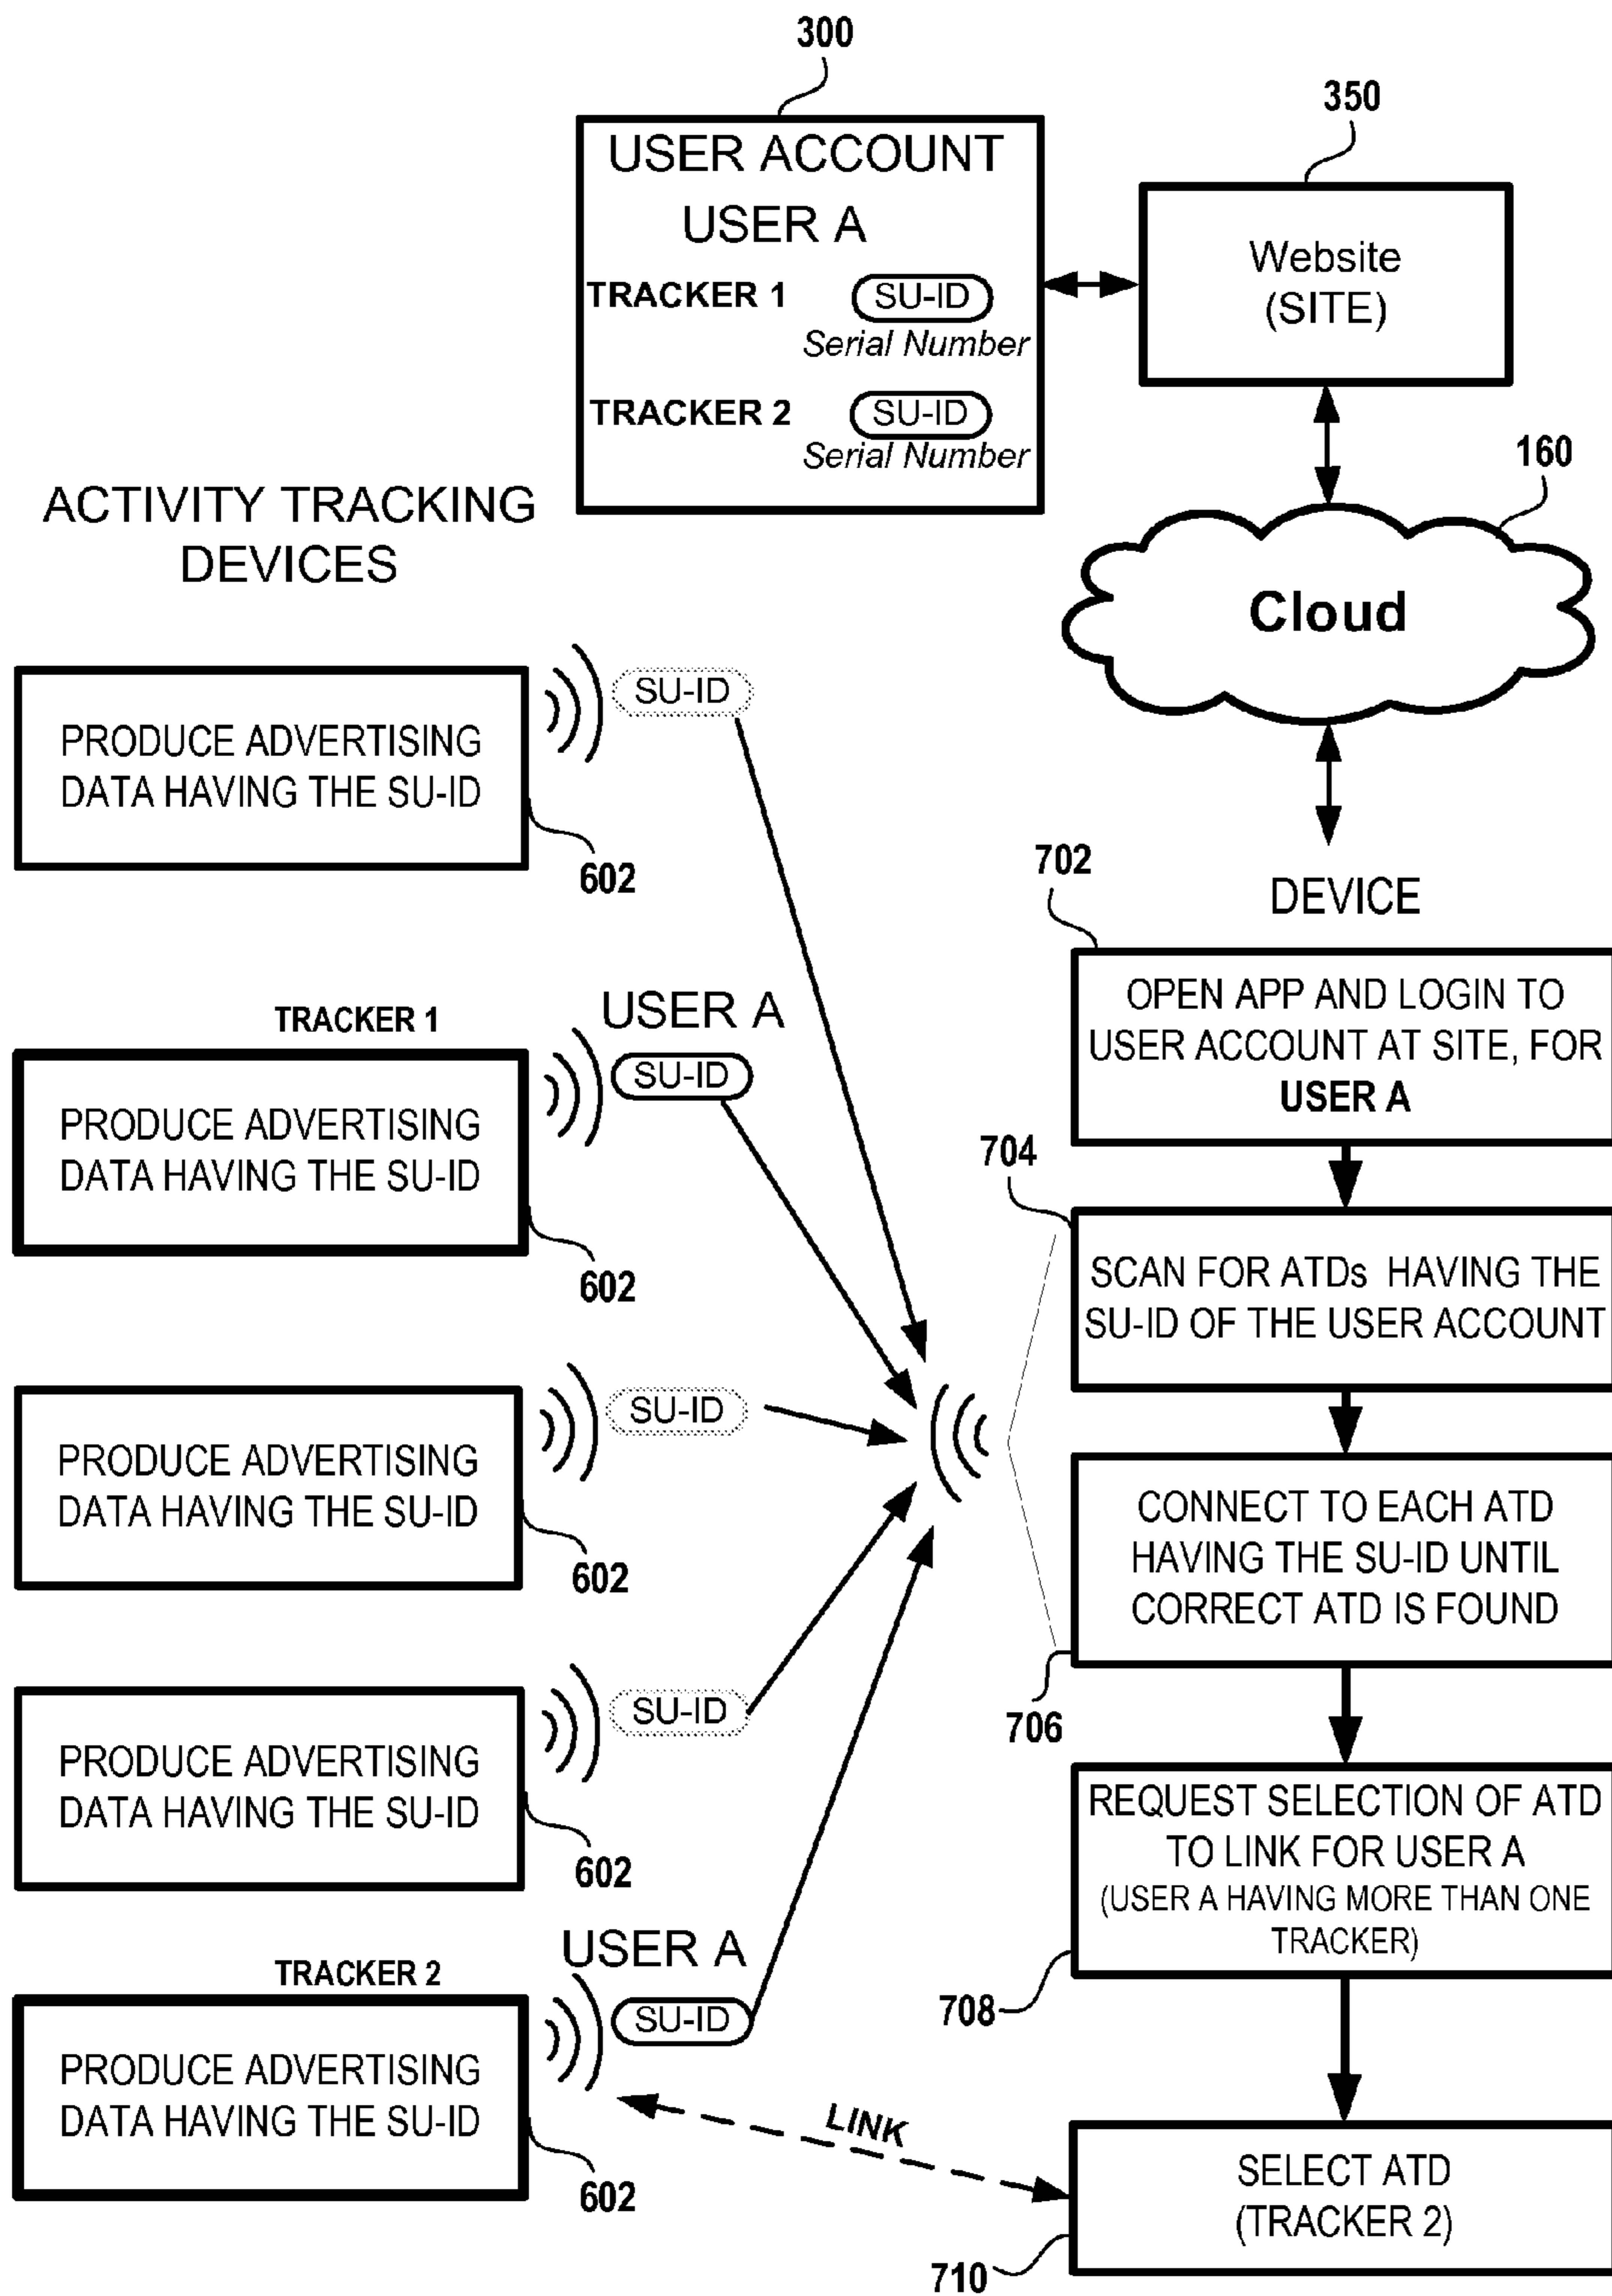 300
350
USER ACCOUNT
USER A
TRACKER 1 SU-ID
Serial Number
TRACKER 2 SU-ID
Serial Number
Website
(SITE)
160
Cloud
ACTIVITY TRACKING
DEVICES
PRODUCE ADVERTISING
DATA HAVING THE SU-ID
SU-ID
602
TRACKER 1
USER A
PRODUCE ADVERTISING
DATA HAVING THE SU-ID
SU-ID
602
PRODUCE ADVERTISING
DATA HAVING THE SU-ID
SU-ID
602
PRODUCE ADVERTISING
DATA HAVING THE SU-ID
SU-ID
602
TRACKER 2
USER A
PRODUCE ADVERTISING
DATA HAVING THE SU-ID
SU-ID
602
LINK
DEVICE
702
OPEN APP AND LOGIN TO
USER ACCOUNT AT SITE, FOR
USER A
704
SCAN FOR ATDs HAVING THE
SU-ID OF THE USER ACCOUNT
CONNECT TO EACH ATD
HAVING THE SU-ID UNTIL
CORRECT ATD IS FOUND
706
REQUEST SELECTION OF ATD
TO LINK FOR USER A
(USER A HAVING MORE THAN ONE
TRACKER)
708
SELECT ATD
(TRACKER 2)
710